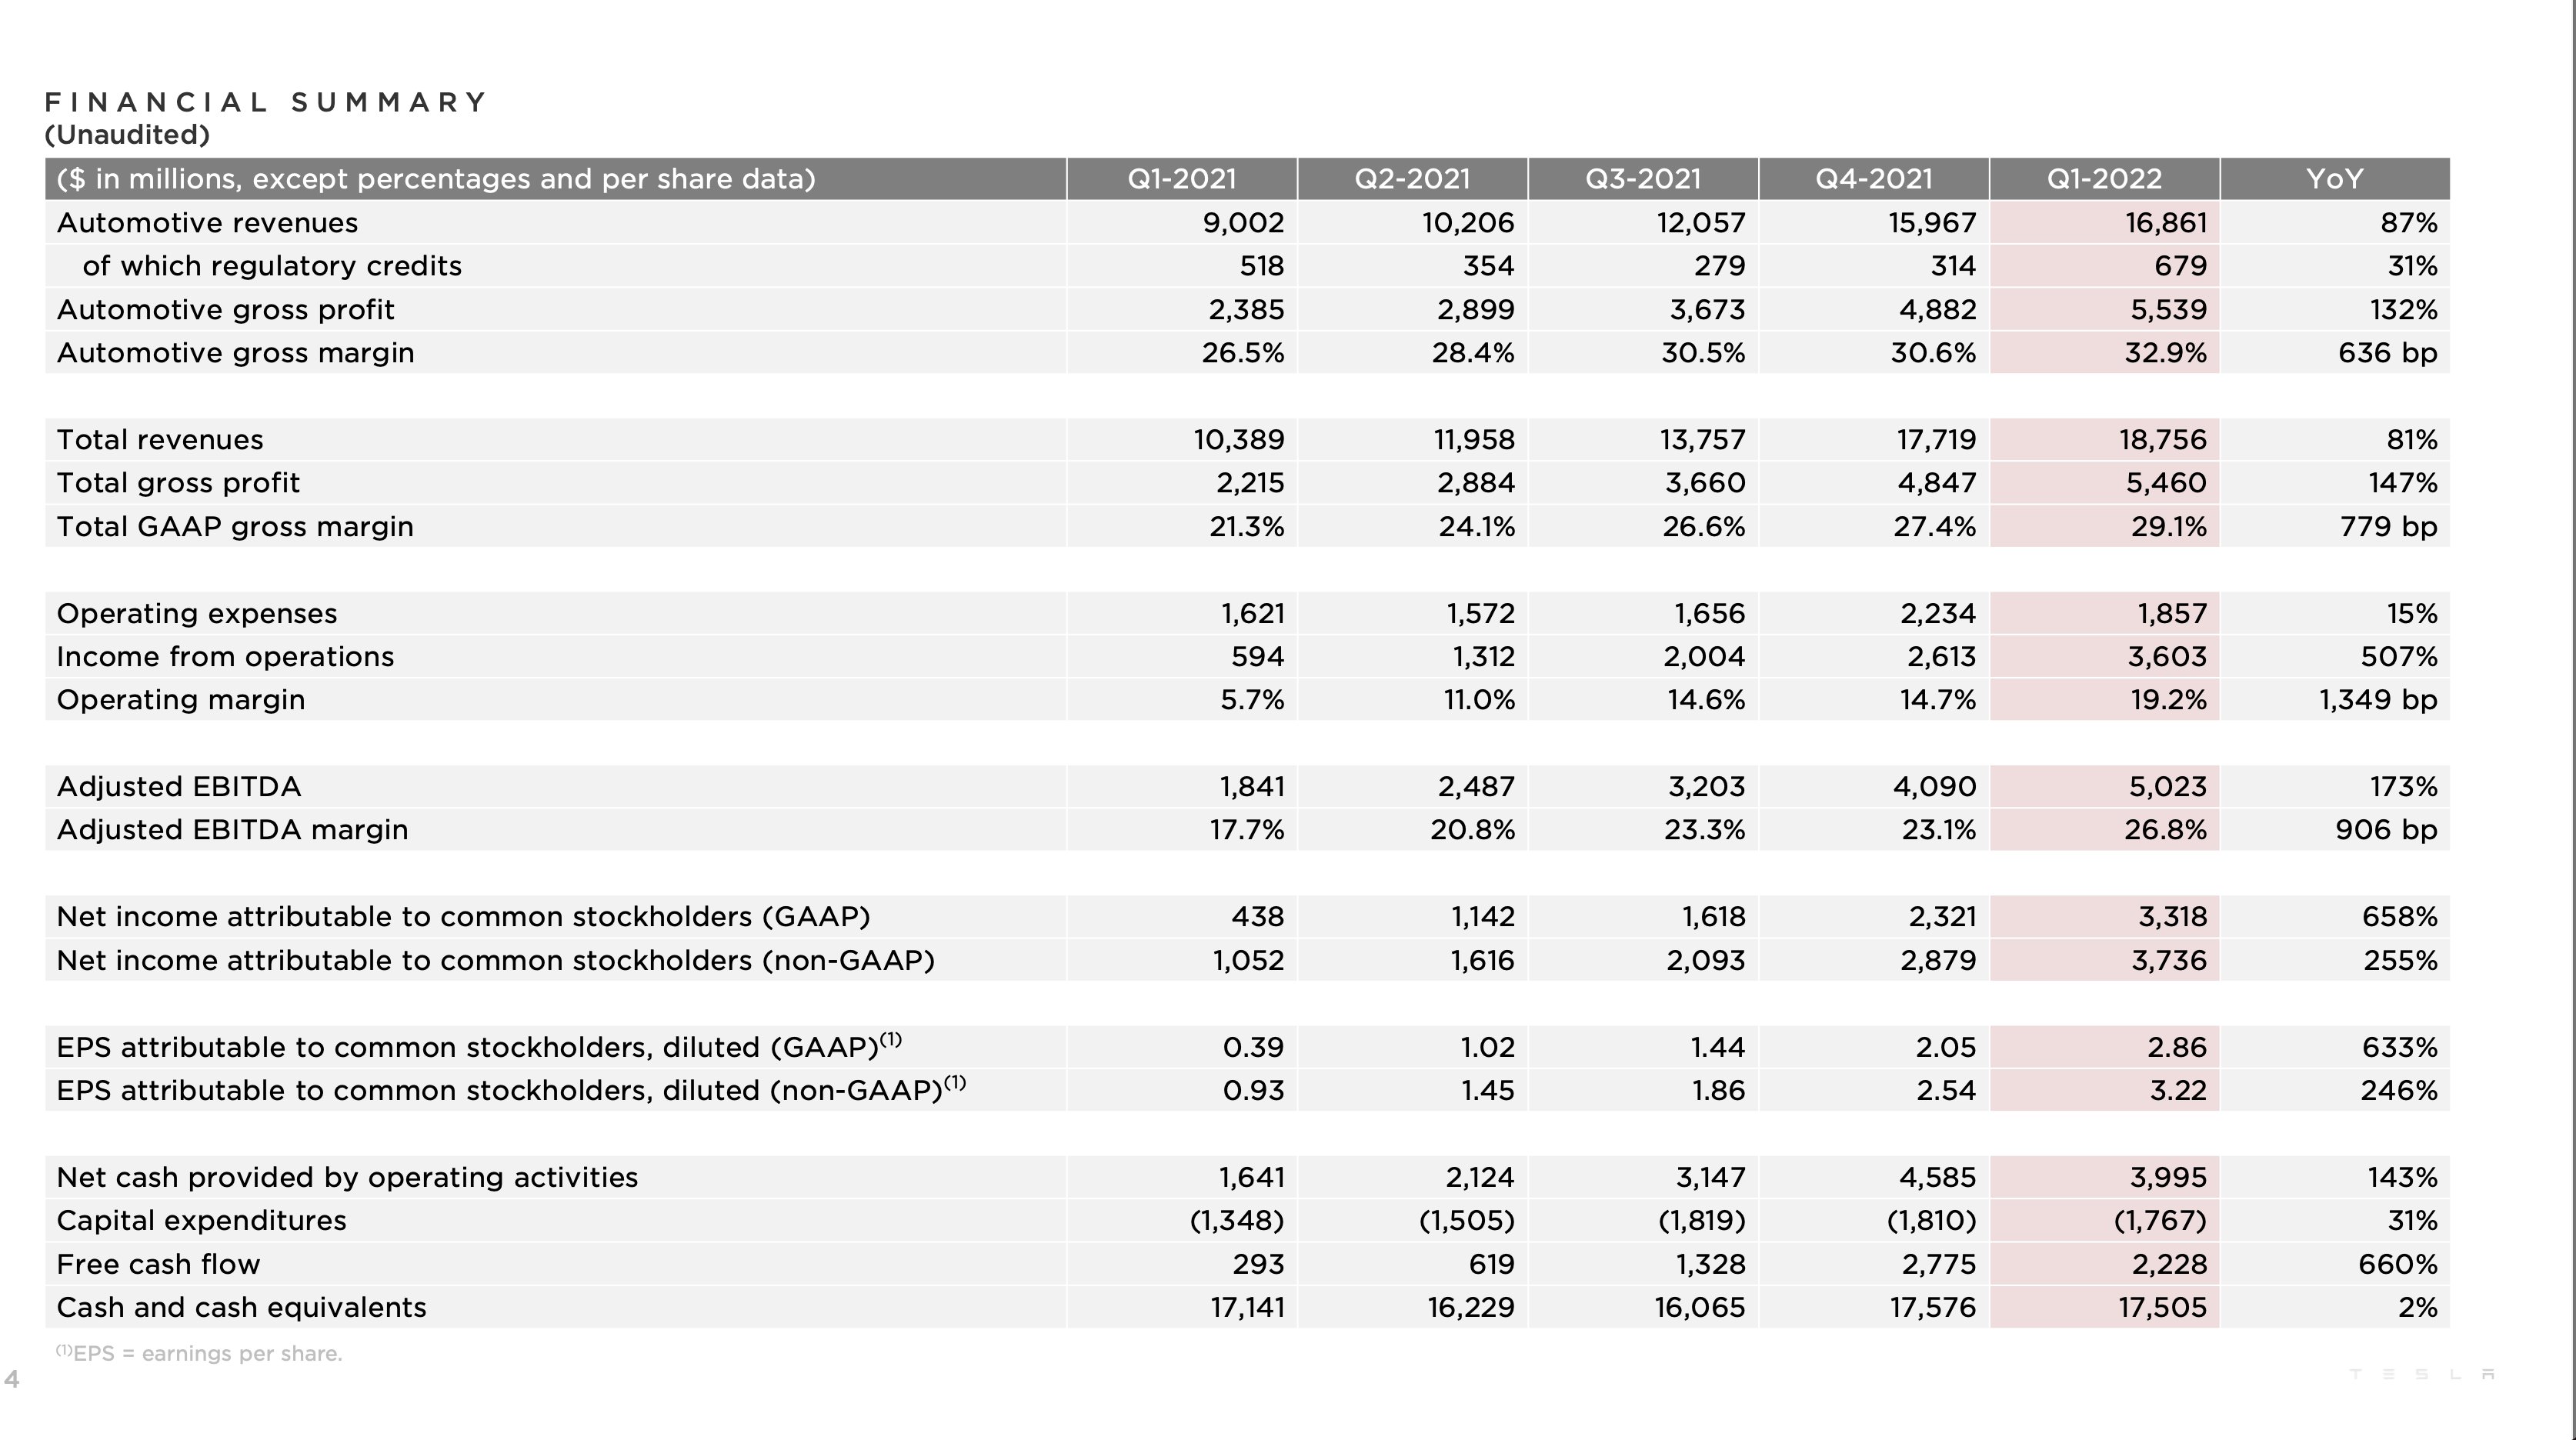 FINANCIAL SUMMARY
(Unaudited)
($ in millions, except percentages and per share data) Q1-2021 Q2-2021 Q3-2021 Q4-2021 Q1-2022 YoY
Automotive revenues 9,002 10,206 12,057 15,967 16,861 87%
of which regulatory credits 518 354 279 314 679 31%
Automotive gross profit 2,385 2,899 3,673 4,882 5,539 132%
Automotive gross margin 26.5% 28.4% 30.5% 30.6% 32.9% 636 bp
Total revenues 10,389 11,958 13,757 17,719 18,756 81%
Total gross profit 2,215 2,884 3,660 4,847 5,460 147%
Total GAAP gross margin 21.3% 24.1% 26.6% 27.4% 29.1% 779 bp
Operating expenses 1,621 1,572 1,656 2,234 1,857 15%
Income from operations 594 1,312 2,004 2,613 3,603 507%
Operating margin 5.7% 11.0% 14.6% 14.7% 19.2% 1,349 bp
Adjusted EBITDA 1,841 2,487 3,203 4,090 5,023 173%
Adjusted EBITDA margin 17.7% 20.8% 23.3% 23.1% 26.8% 906 bp
Net income attributable to common stockholders (GAAP) 438 1,142 1,618 2,321 3,318 658%
Net income attributable to common stockholders (non-GAAP) 1,052 1,616 2,093 2,879 3,736 255%
EPS attributable to common stockholders, diluted (GAAP)(1) 0.39 1.02 1.44 2.05 2.86 633%
EPS attributable to common stockholders, diluted (non-GAAP)(1) 0.93 1.45 1.86 2.54 3.22 246%
Net cash provided by operating activities 1,641 2,124 3,147 4,585 3,995 143%
Capital expenditures (1,348) (1,505) (1,819) (1,810) (1,767) 31%
Free cash flow 293 619 1,328 2,775 2,228 660%
Cash and cash equivalents 17,141 16,229 16,065 17,576 17,505 2%
(1)EPS = earnings per share.
4
TESLA